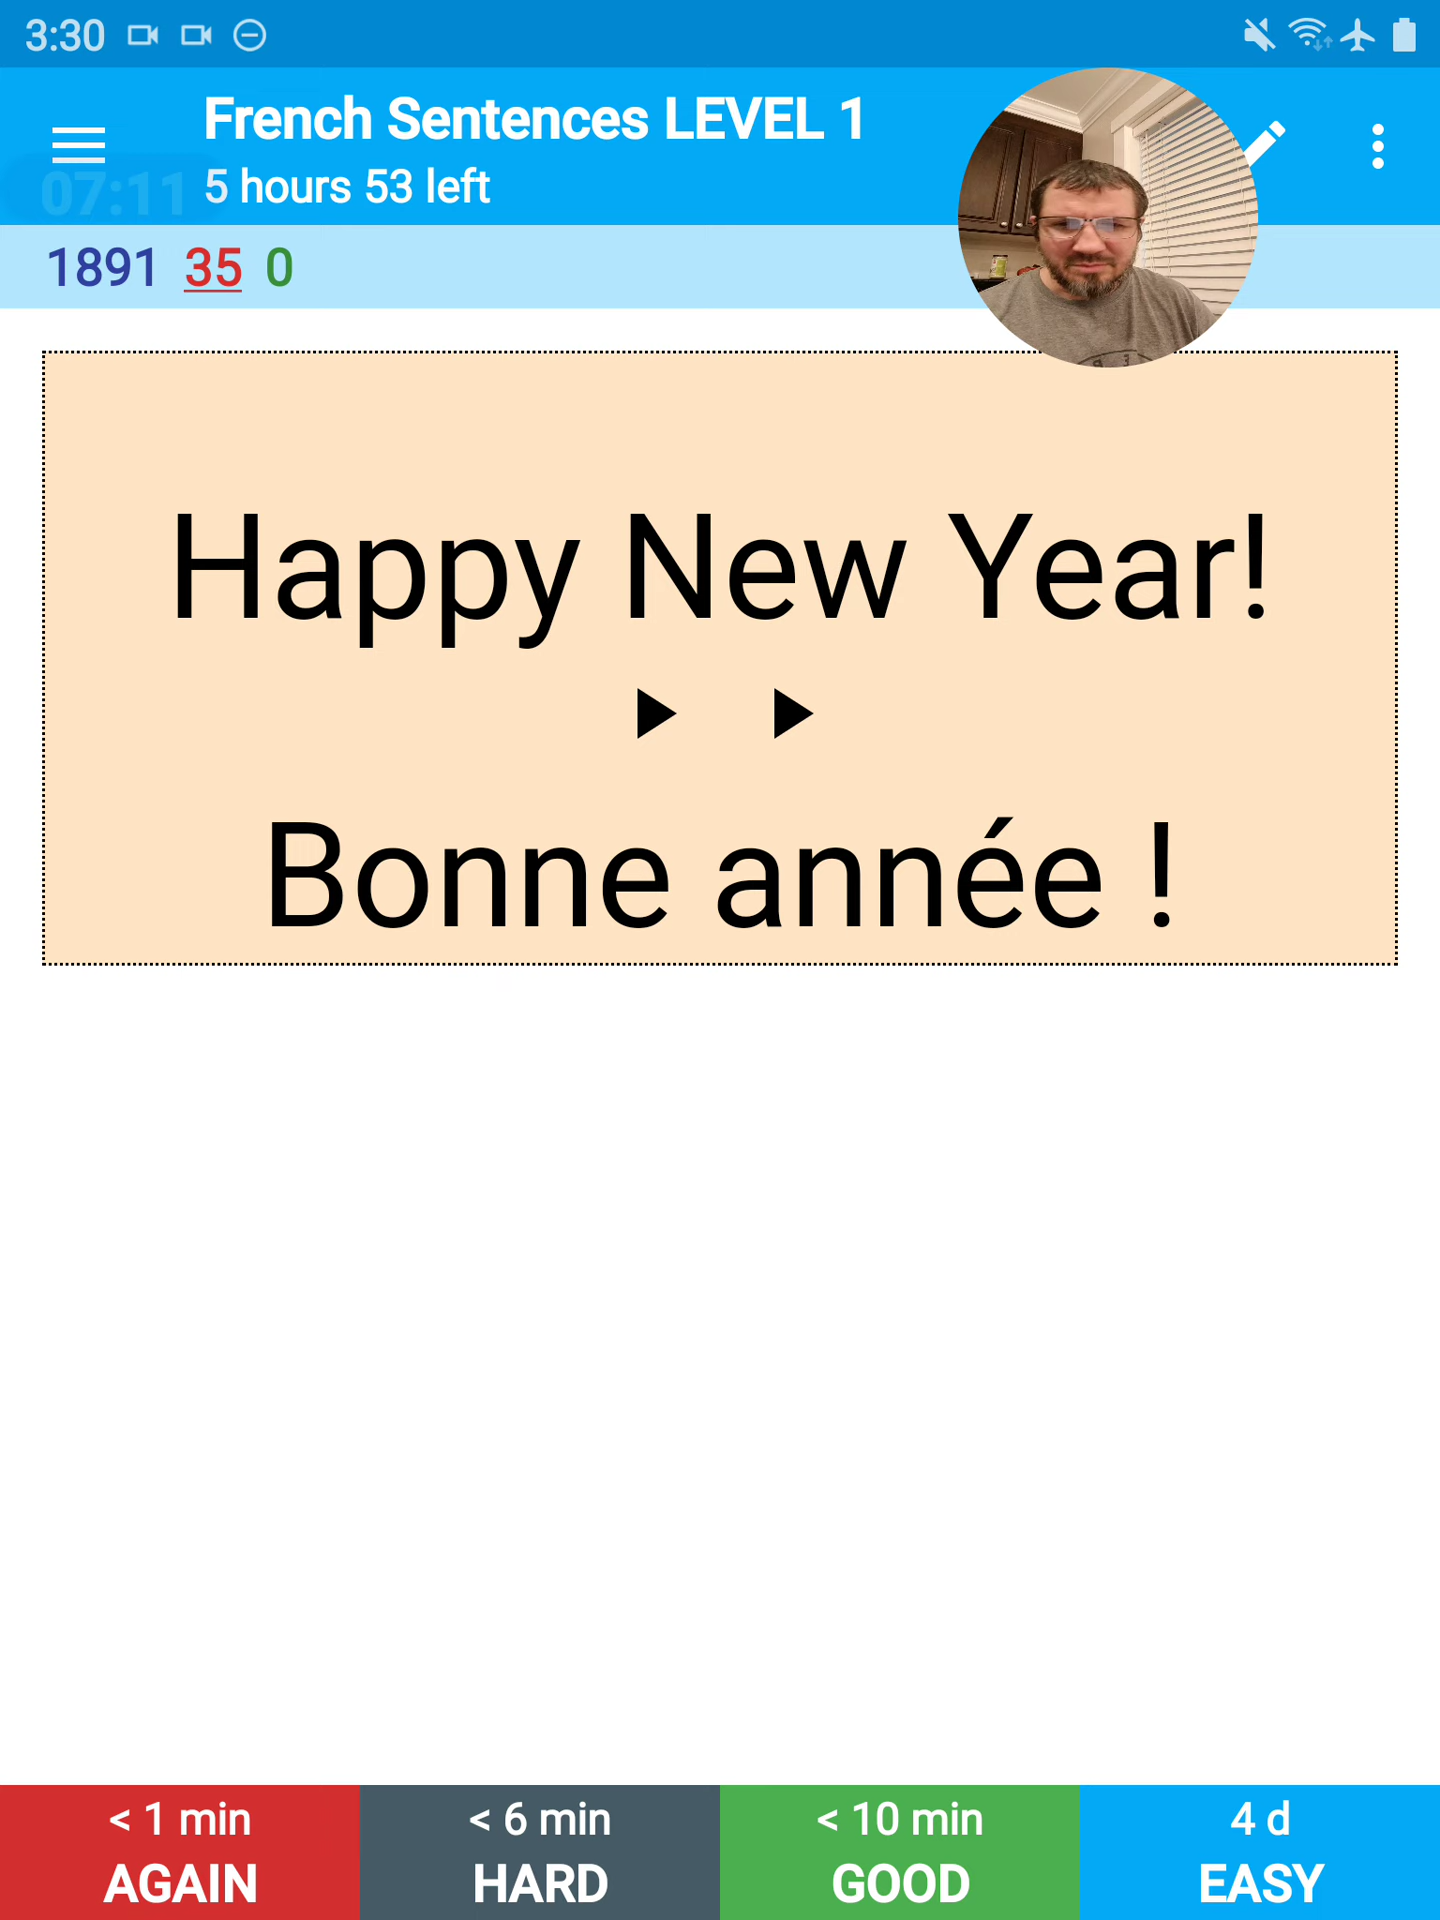 3:30
French Sentences LEVEL 1
5 hours 53 left
07:11
1891 35 0
Happy New Year!
Bonne année !
< 1 min
AGAIN
< 6 min
HARD
< 10 min
GOOD
4 d
EASY